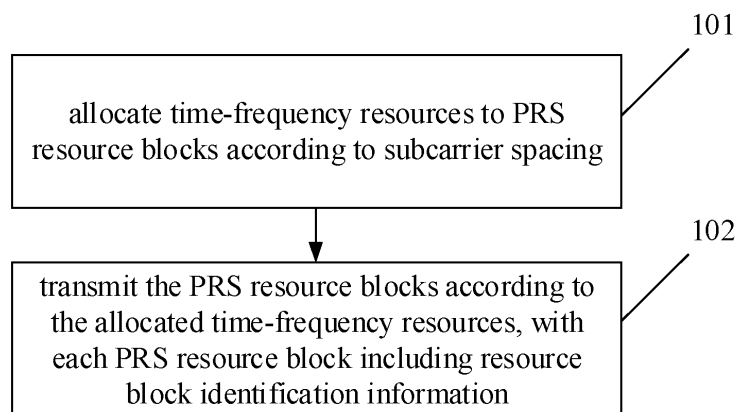 101
allocate time-frequency resources to PRS
resource blocks according to subcarrier spacing
102
transmit the PRS resource blocks according to
the allocated time-frequency resources, with
each PRS resource block including resource
block identification information